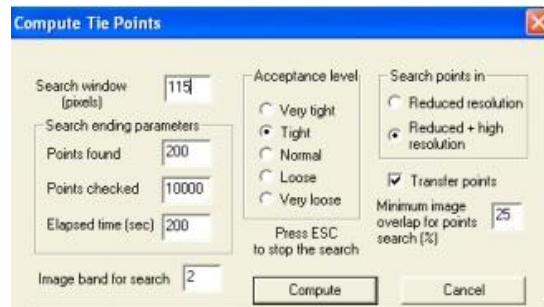 Compute Tie Points
Search window
(pixels)
115
Search ending parameters
Points found
200
Points checked
10000
Elapsed time (sec)
200
Image band for search
2
Acceptance level
Very tight
Tight
Normal
Loose
Very loose
Press ESC
to stop the search
Search points in
Reduced resolution
Reduced + high
resolution
Transfer points
Minimum image
overlap for points
search (%)
25
Compute
Cancel